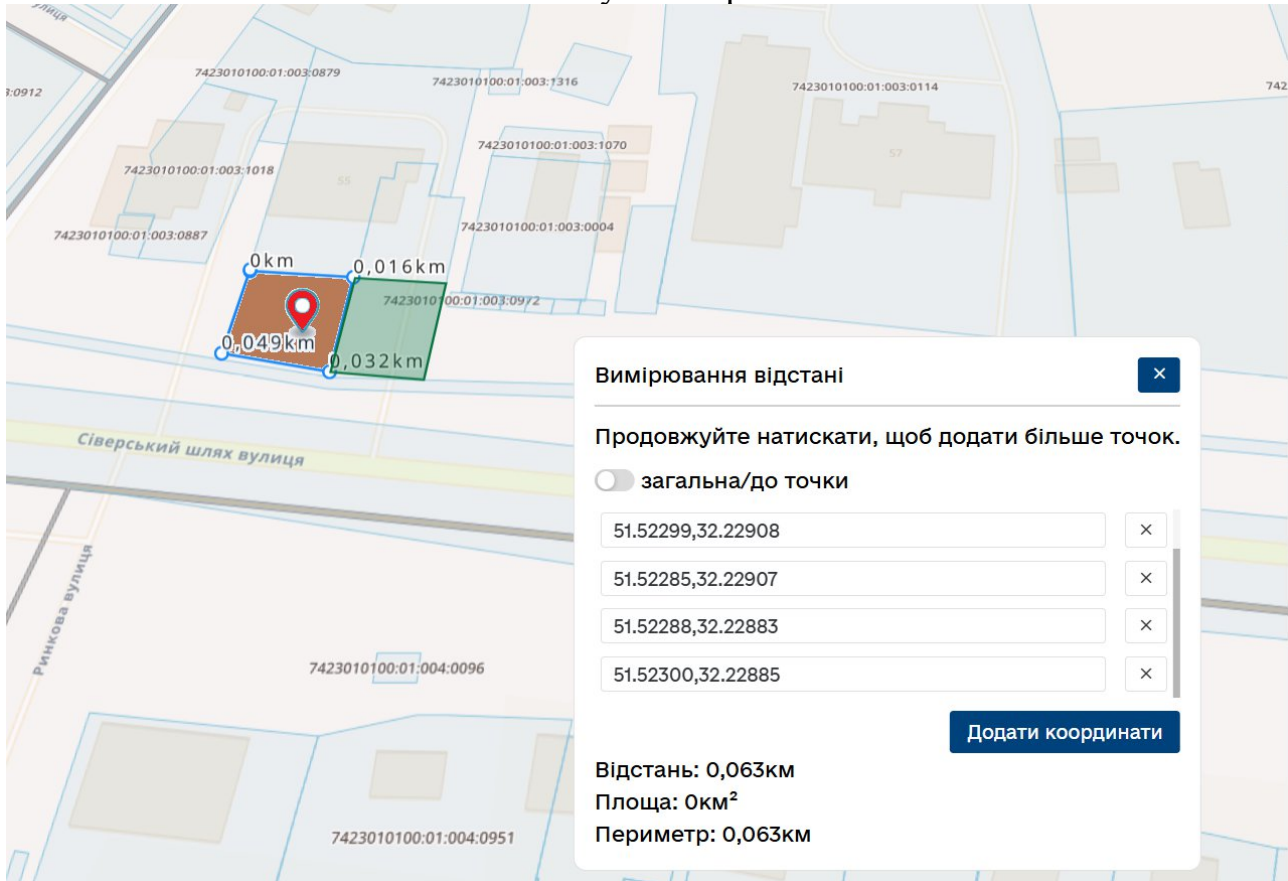 7423010100:01:003:0879
7423010100:01:003:1316
7423010100:01:003:0114
742
3:0912
7423010100:01:003:1070
57
7423010100:01:003:1018
55
7423010100:01:003:0887
7423010100:01:003:0004
0km
0,016km
7423010100:01:003:0972
0,049km
0,032km
Сіверський шлях вулиця
Ринкова вулиця
7423010100:01:004:0096
7423010100:01:004:0951
Вимірювання відстані
×
Продовжуйте натискати, щоб додати більше точок.
загальна/до точки
51.52299,32.22908 ×
51.52285,32.22907 ×
51.52288,32.22883 ×
51.52300,32.22885 ×
Додати координати
Відстань: 0,063км
Площа: 0км²
Периметр: 0,063км